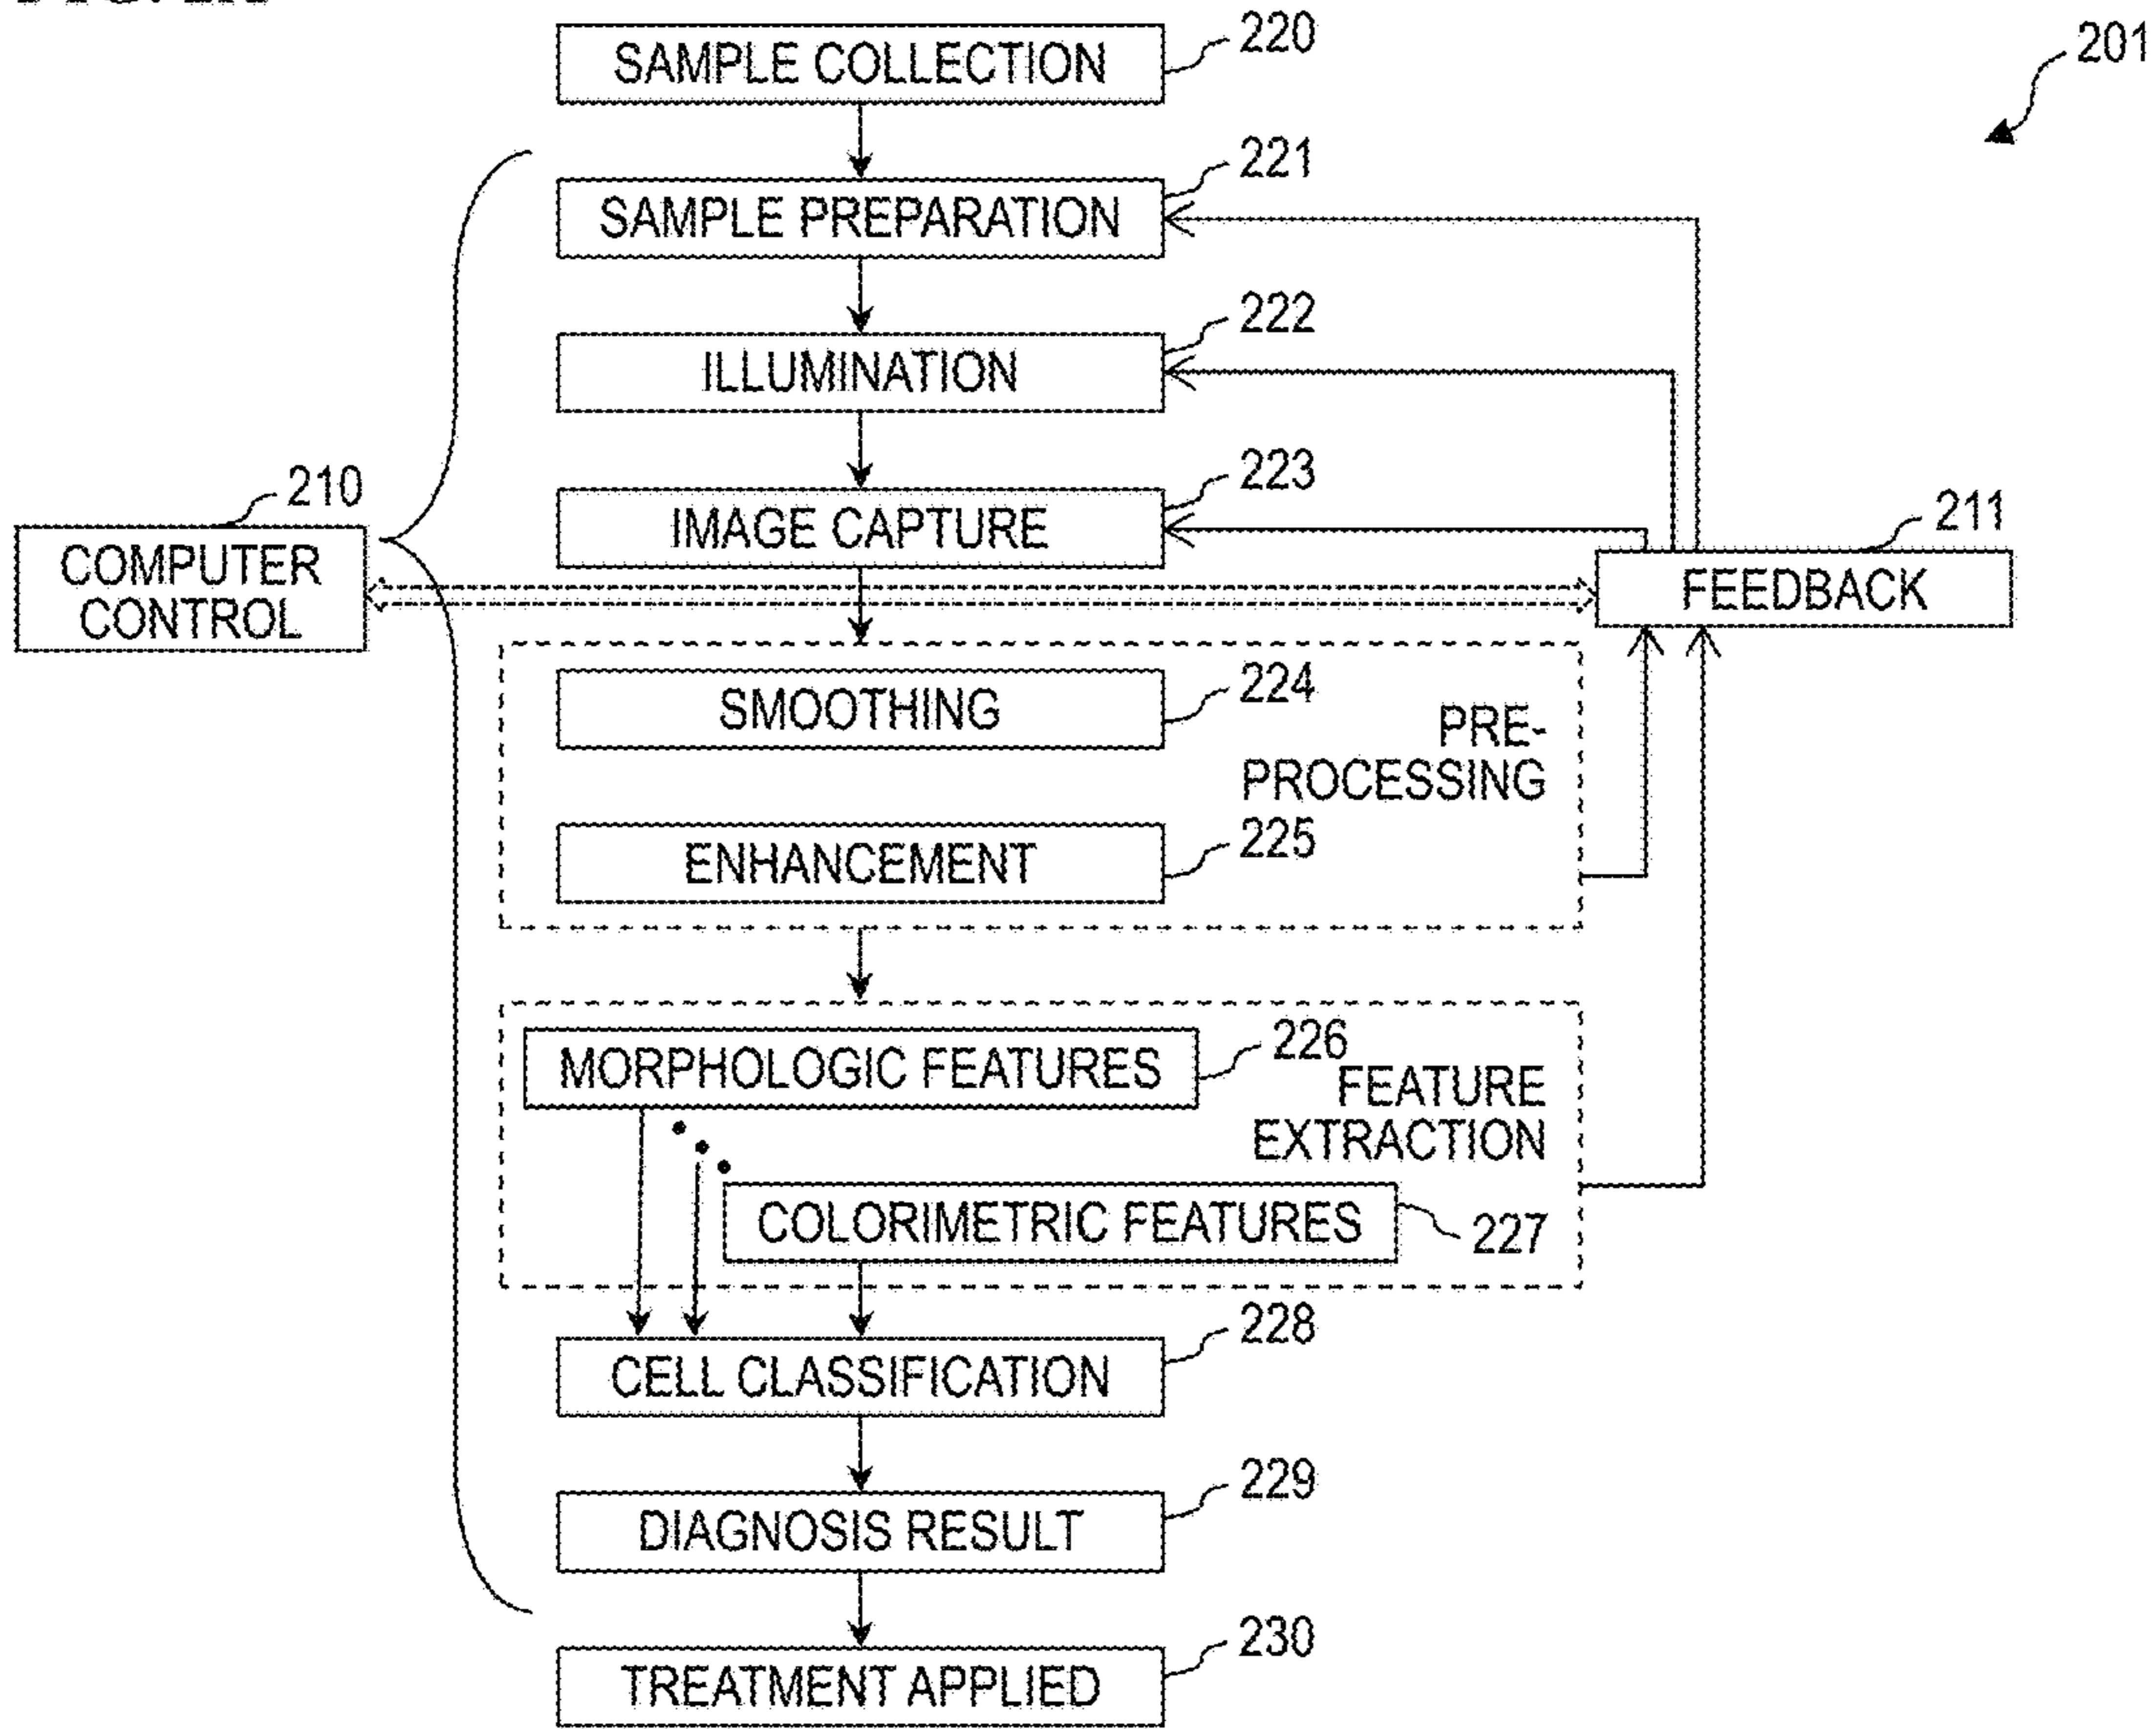 SAMPLE COLLECTION
220
201
SAMPLE PREPARATION
221
ILLUMINATION
222
IMAGE CAPTURE
223
210
COMPUTER
CONTROL
211
FEEDBACK
SMOOTHING
224
PRE-
PROCESSING
ENHANCEMENT
225
MORPHOLOGIC FEATURES
226
FEATURE
EXTRACTION
COLORIMETRIC FEATURES
227
CELL CLASSIFICATION
228
DIAGNOSIS RESULT
229
TREATMENT APPLIED
230